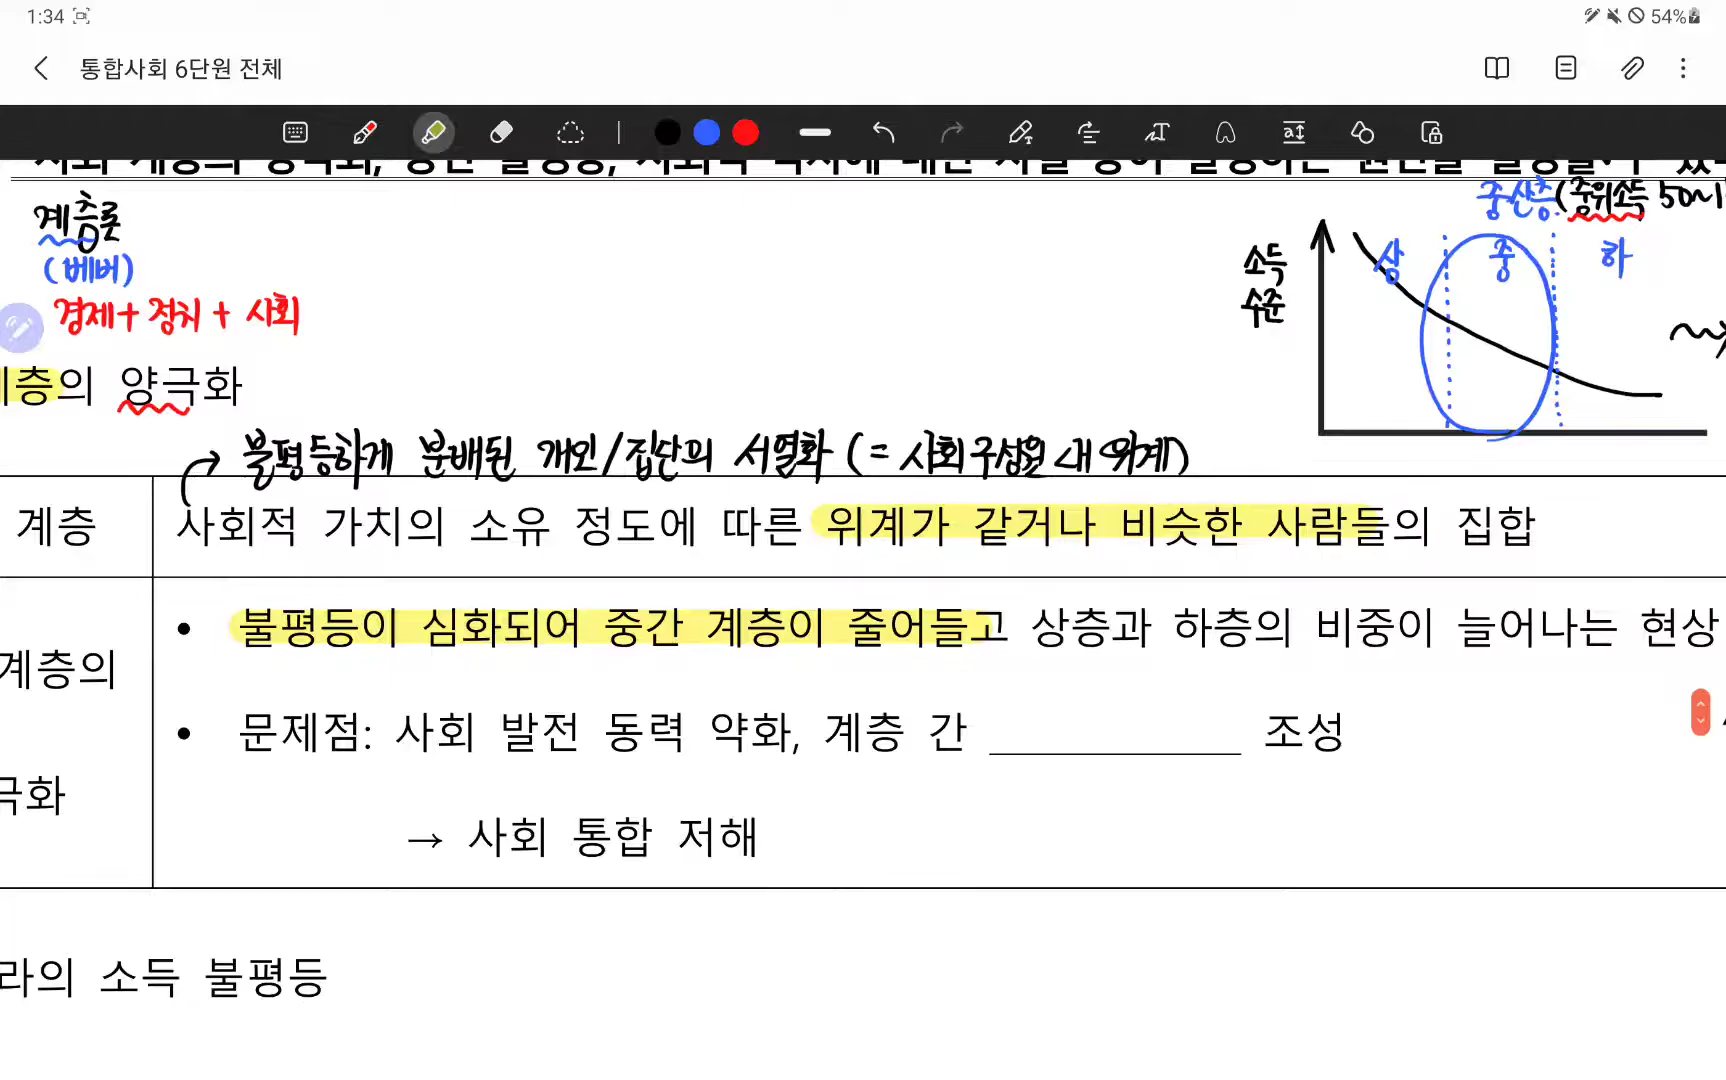 1:34
54%
통합사회 6단원 전체
계층론
(베버)
경제+정치+사회
중산층(중위소득 50~1
소득
수준
상
중
하
층의 양극화
불평등하게 분배된 개인/집단의 서열화 (=사회구성원 내 위계)
계층
사회적 가치의 소유 정도에 따른 위계가 같거나 비슷한 사람들의 집합
계층의
극화
• 불평등이 심화되어 중간 계층이 줄어들고 상층과 하층의 비중이 늘어나는 현상
• 문제점: 사회 발전 동력 약화, 계층 간 ____________ 조성
→ 사회 통합 저해
라의 소득 불평등